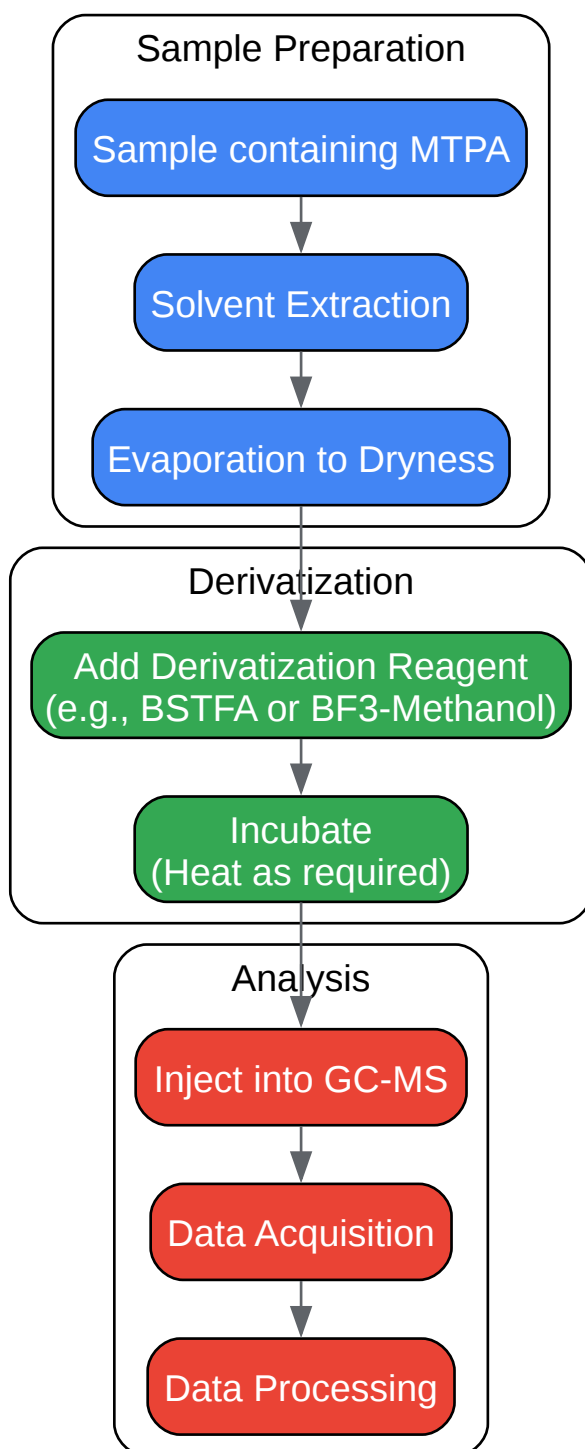 Sample Preparation
Sample containing MTPA
Solvent Extraction
Evaporation to Dryness
Derivatization
Add Derivatization Reagent
(e.g., BSTFA or BF3-Methanol)
Incubate
(Heat as required)
Analysis
Inject into GC-MS
Data Acquisition
Data Processing